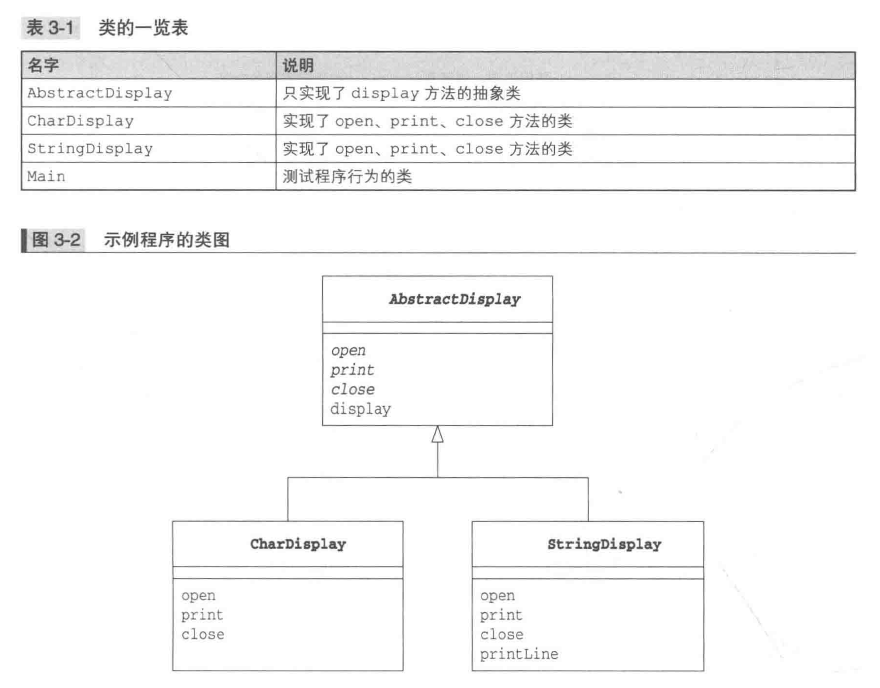 表 3-1 类的一览表
名字 说明
AbstractDisplay 只实现了 display 方法的抽象类
CharDisplay 实现了 open、print、close 方法的类
StringDisplay 实现了 open、print、close 方法的类
Main 测试程序行为的类
图 3-2 示例程序的类图
AbstractDisplay
open
print
close
display
CharDisplay
open
print
close
StringDisplay
open
print
close
printLine